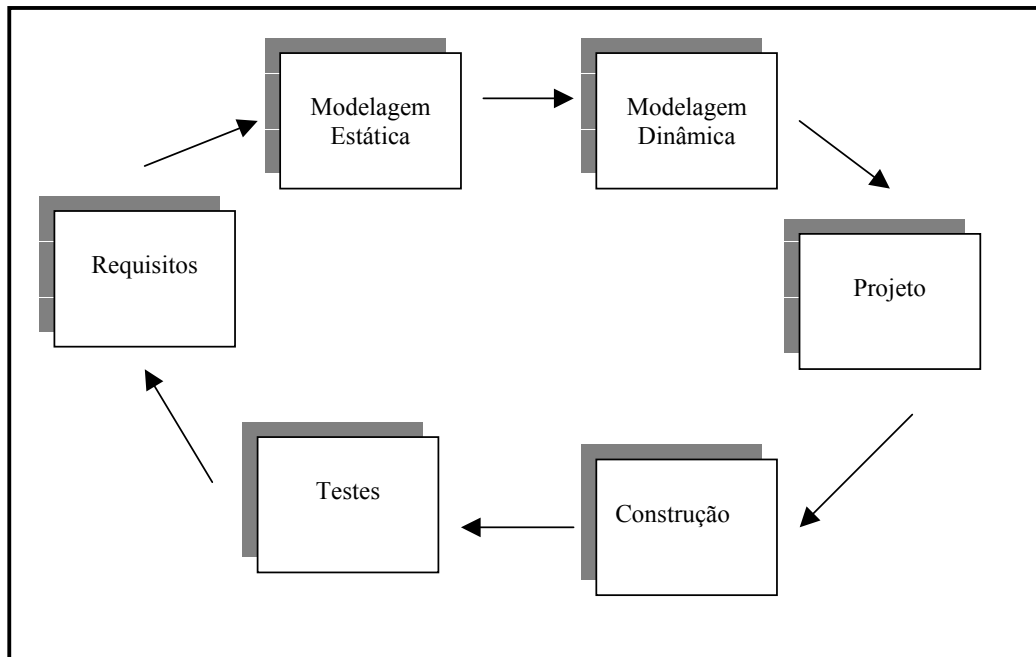 Modelagem
Estática
Modelagem
Dinâmica
Requisitos
Projeto
Testes
Construção